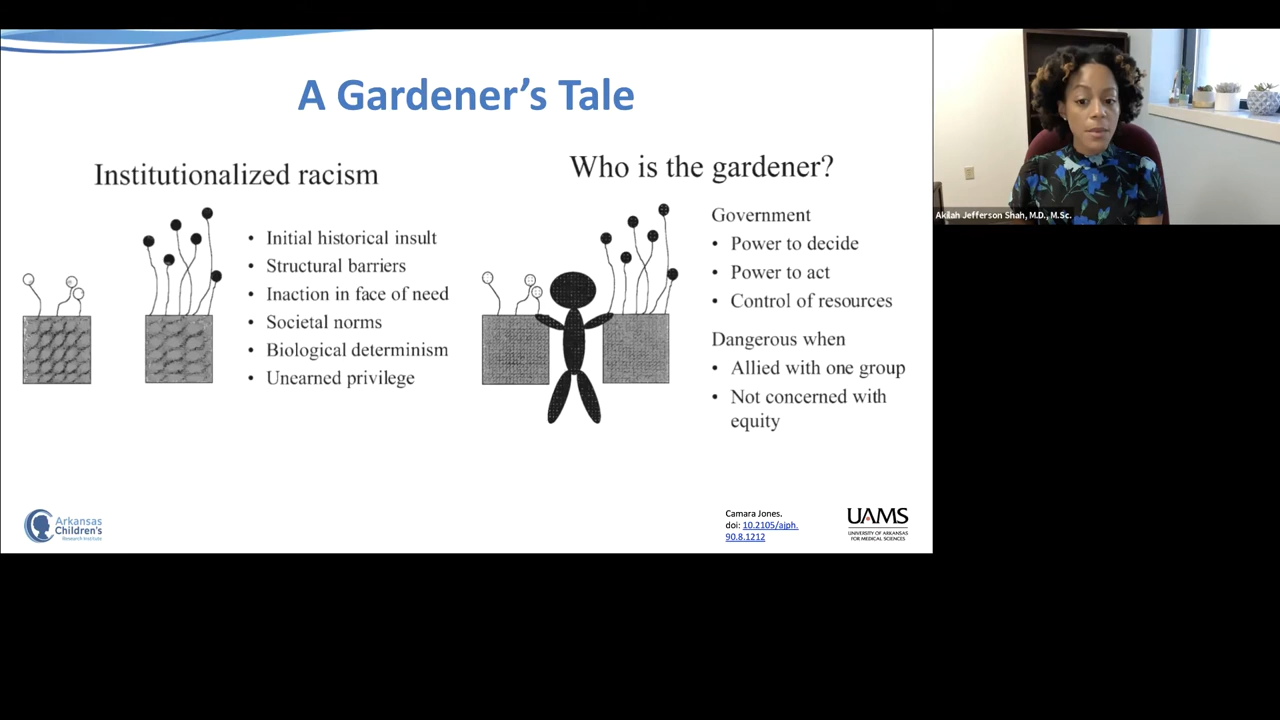 A Gardener's Tale
Institutionalized racism
• Initial historical insult
• Structural barriers
• Inaction in face of need
• Societal norms
• Biological determinism
• Unearned privilege
Who is the gardener?
Government
• Power to decide
• Power to act
• Control of resources
Dangerous when
• Allied with one group
• Not concerned with
equity
Arkansas
Children's
Research Institute
Camara Jones.
doi: 10.2105/ajph.
90.8.1212
UAMS
UNIVERSITY OF ARKANSAS
FOR MEDICAL SCIENCES
Akilah Jefferson Shah, M.D., M.Sc.